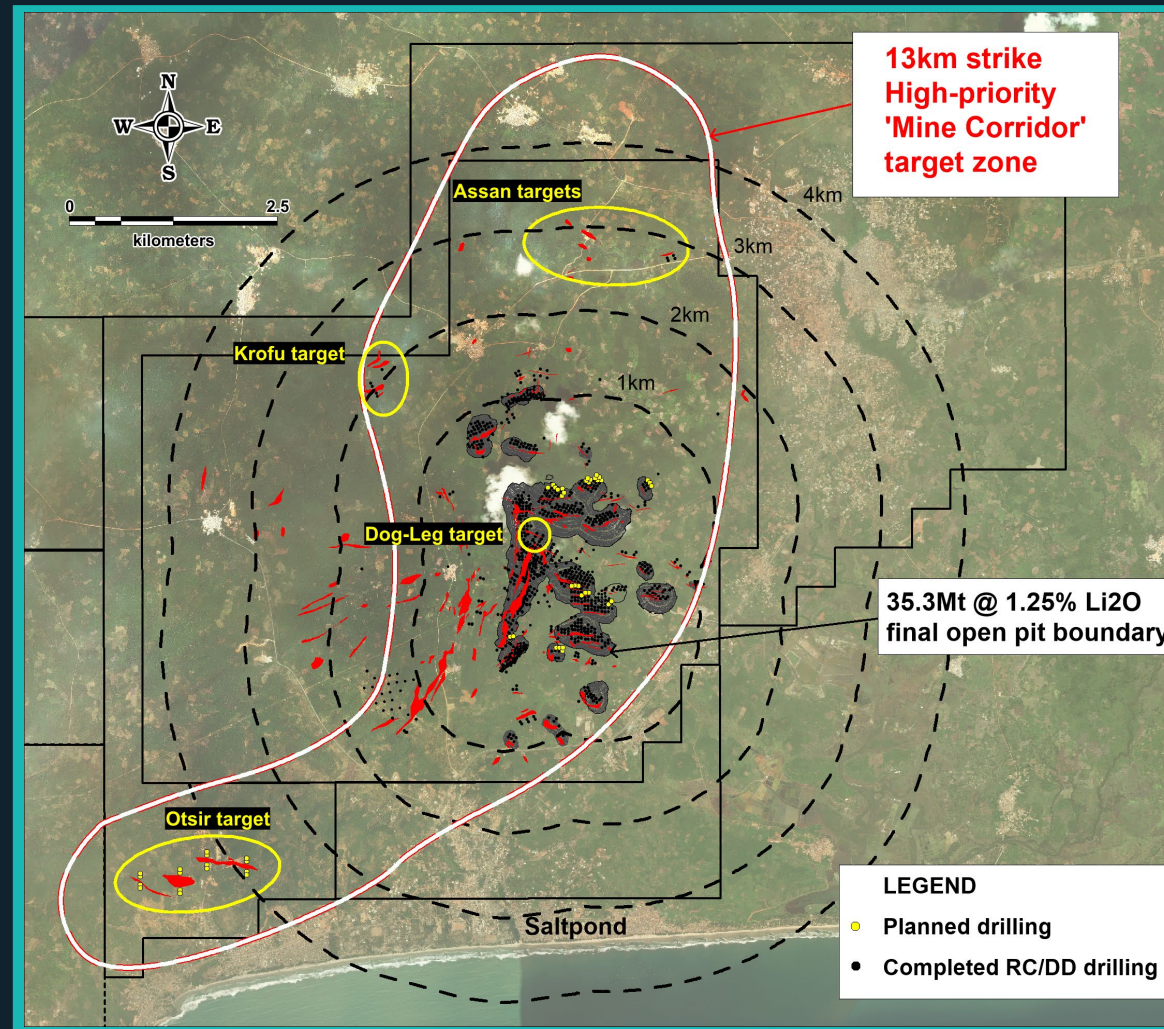 13km strike
High-priority
'Mine Corridor'
target zone
N
W
E
S
0
2.5
kilometers
Assan targets
4km
3km
2km
Krofu target
1km
Dog-Leg target
35.3Mt @ 1.25% Li2O
final open pit boundary
Otsir target
Saltpond
LEGEND
Planned drilling
Completed RC/DD drilling